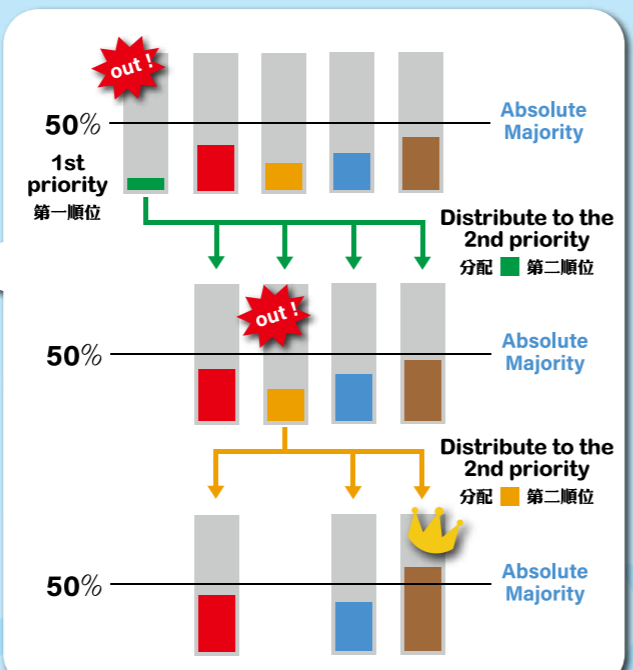 out !
50%
Absolute
Majority
1st
priority
第一順位
Distribute to the
2nd priority
分配 第二順位
out !
50%
Absolute
Majority
Distribute to the
2nd priority
分配 第二順位
50%
Absolute
Majority